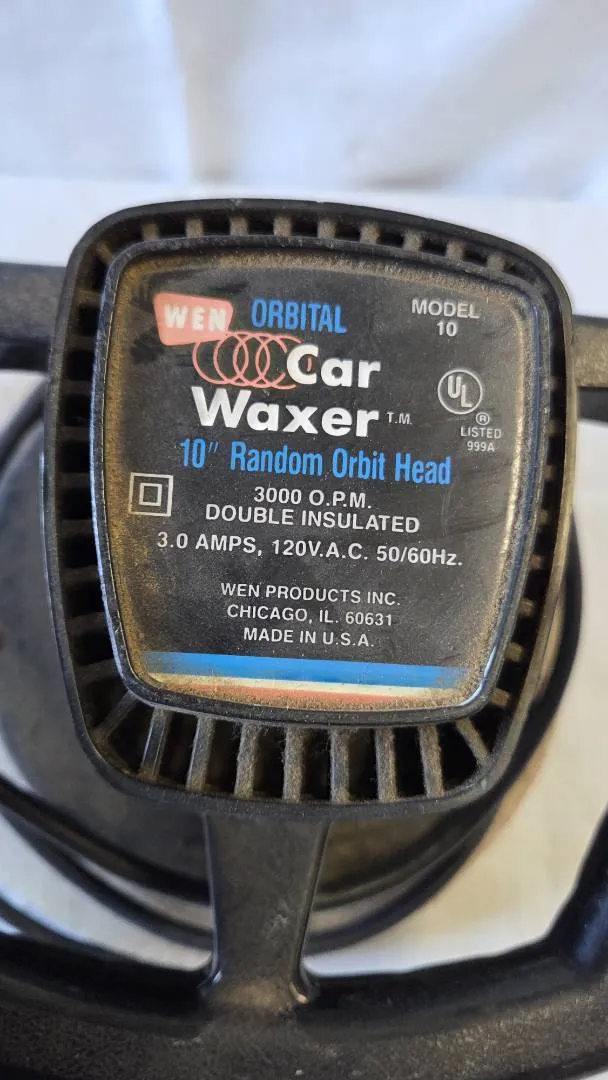 WEN ORBITAL
MODEL
10
Car
Waxer T.M.
UL ®
LISTED
999A
10" Random Orbit Head
3000 O.P.M.
DOUBLE INSULATED
3.0 AMPS, 120V.A.C. 50/60Hz.
WEN PRODUCTS INC.
CHICAGO, IL. 60631
MADE IN U.S.A.